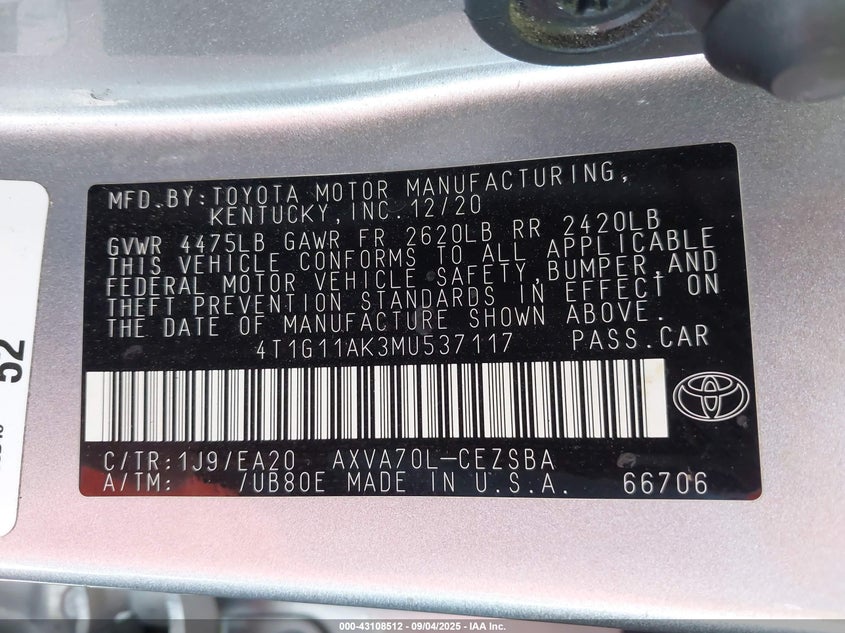 MFD.BY:TOYOTA MOTOR MANUFACTURING,
KENTUCKY,INC.12/20
GVWR 4475LB GAWR FR 2620LB RR 2420LB
THIS VEHICLE CONFORMS TO ALL APPLICABLE
FEDERAL MOTOR VEHICLE SAFETY,BUMPER,AND
THEFT PREVENTION STANDARDS IN EFFECT ON
THE DATE OF MANUFACTURE SHOWN ABOVE.
4T1G11AK3MU537117 PASS.CAR
C/TR:1J9/EA20 AXVA70L-CEZSBA
A/TM: /UB80E MADE IN U.S.A. 66706
52
000-43108512 - 09/04/2025 - IAA Inc.